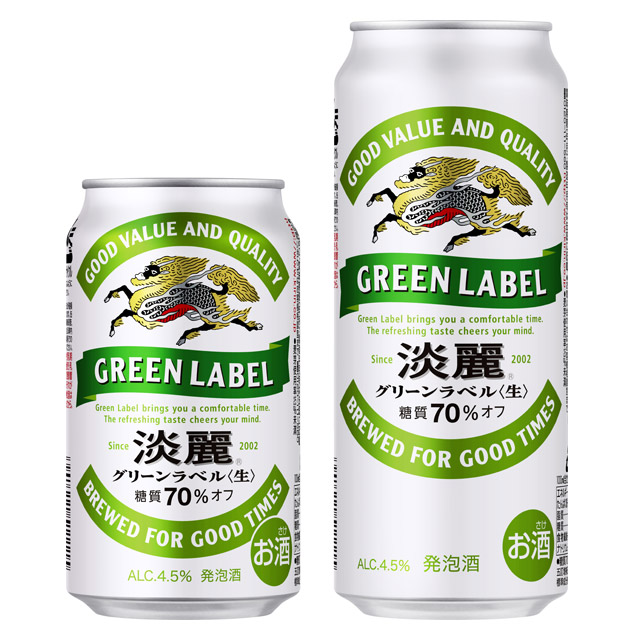 GOOD VALUE AND QUALITY
GREEN LABEL
Green Label brings you a comfortable time.
The refreshing taste cheers your mind.
Since 淡麗® 2002
グリーンラベル〈生〉
糖質70%オフ
BREWED FOR GOOD TIMES
さけ
お酒
ALC.4.5% 発泡酒
GOOD VALUE AND QUALITY
GREEN LABEL
Green Label brings you a comfortable time.
The refreshing taste cheers your mind.
Since 淡麗® 2002
グリーンラベル〈生〉
糖質70%オフ
BREWED FOR GOOD TIMES
さけ
お酒
ALC.4.5% 発泡酒